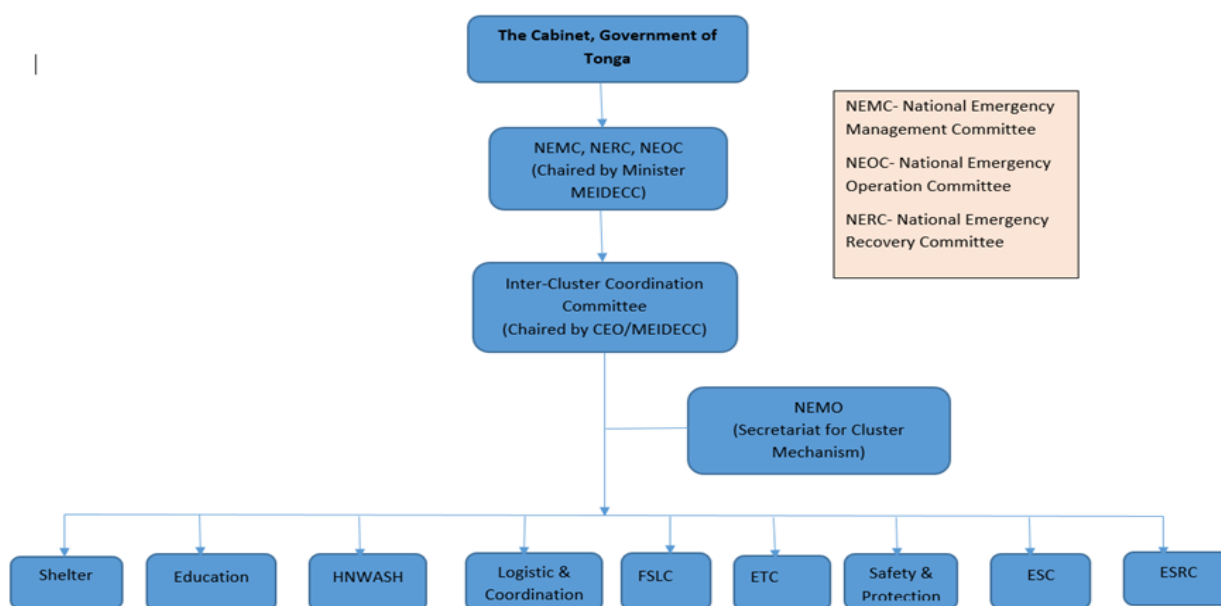 The Cabinet, Government of
Tonga
NEMC, NERC, NEOC
(Chaired by Minister
MEIDECC)
NEMC- National Emergency
Management Committee
NEOC- National Emergency
Operation Committee
NERC- National Emergency
Recovery Committee
Inter-Cluster Coordination
Committee
(Chaired by CEO/MEIDECC)
NEMO
(Secretariat for Cluster
Mechanism)
Shelter
Education
HNWASH
Logistic &
Coordination
FSLC
ETC
Safety &
Protection
ESC
ESRC